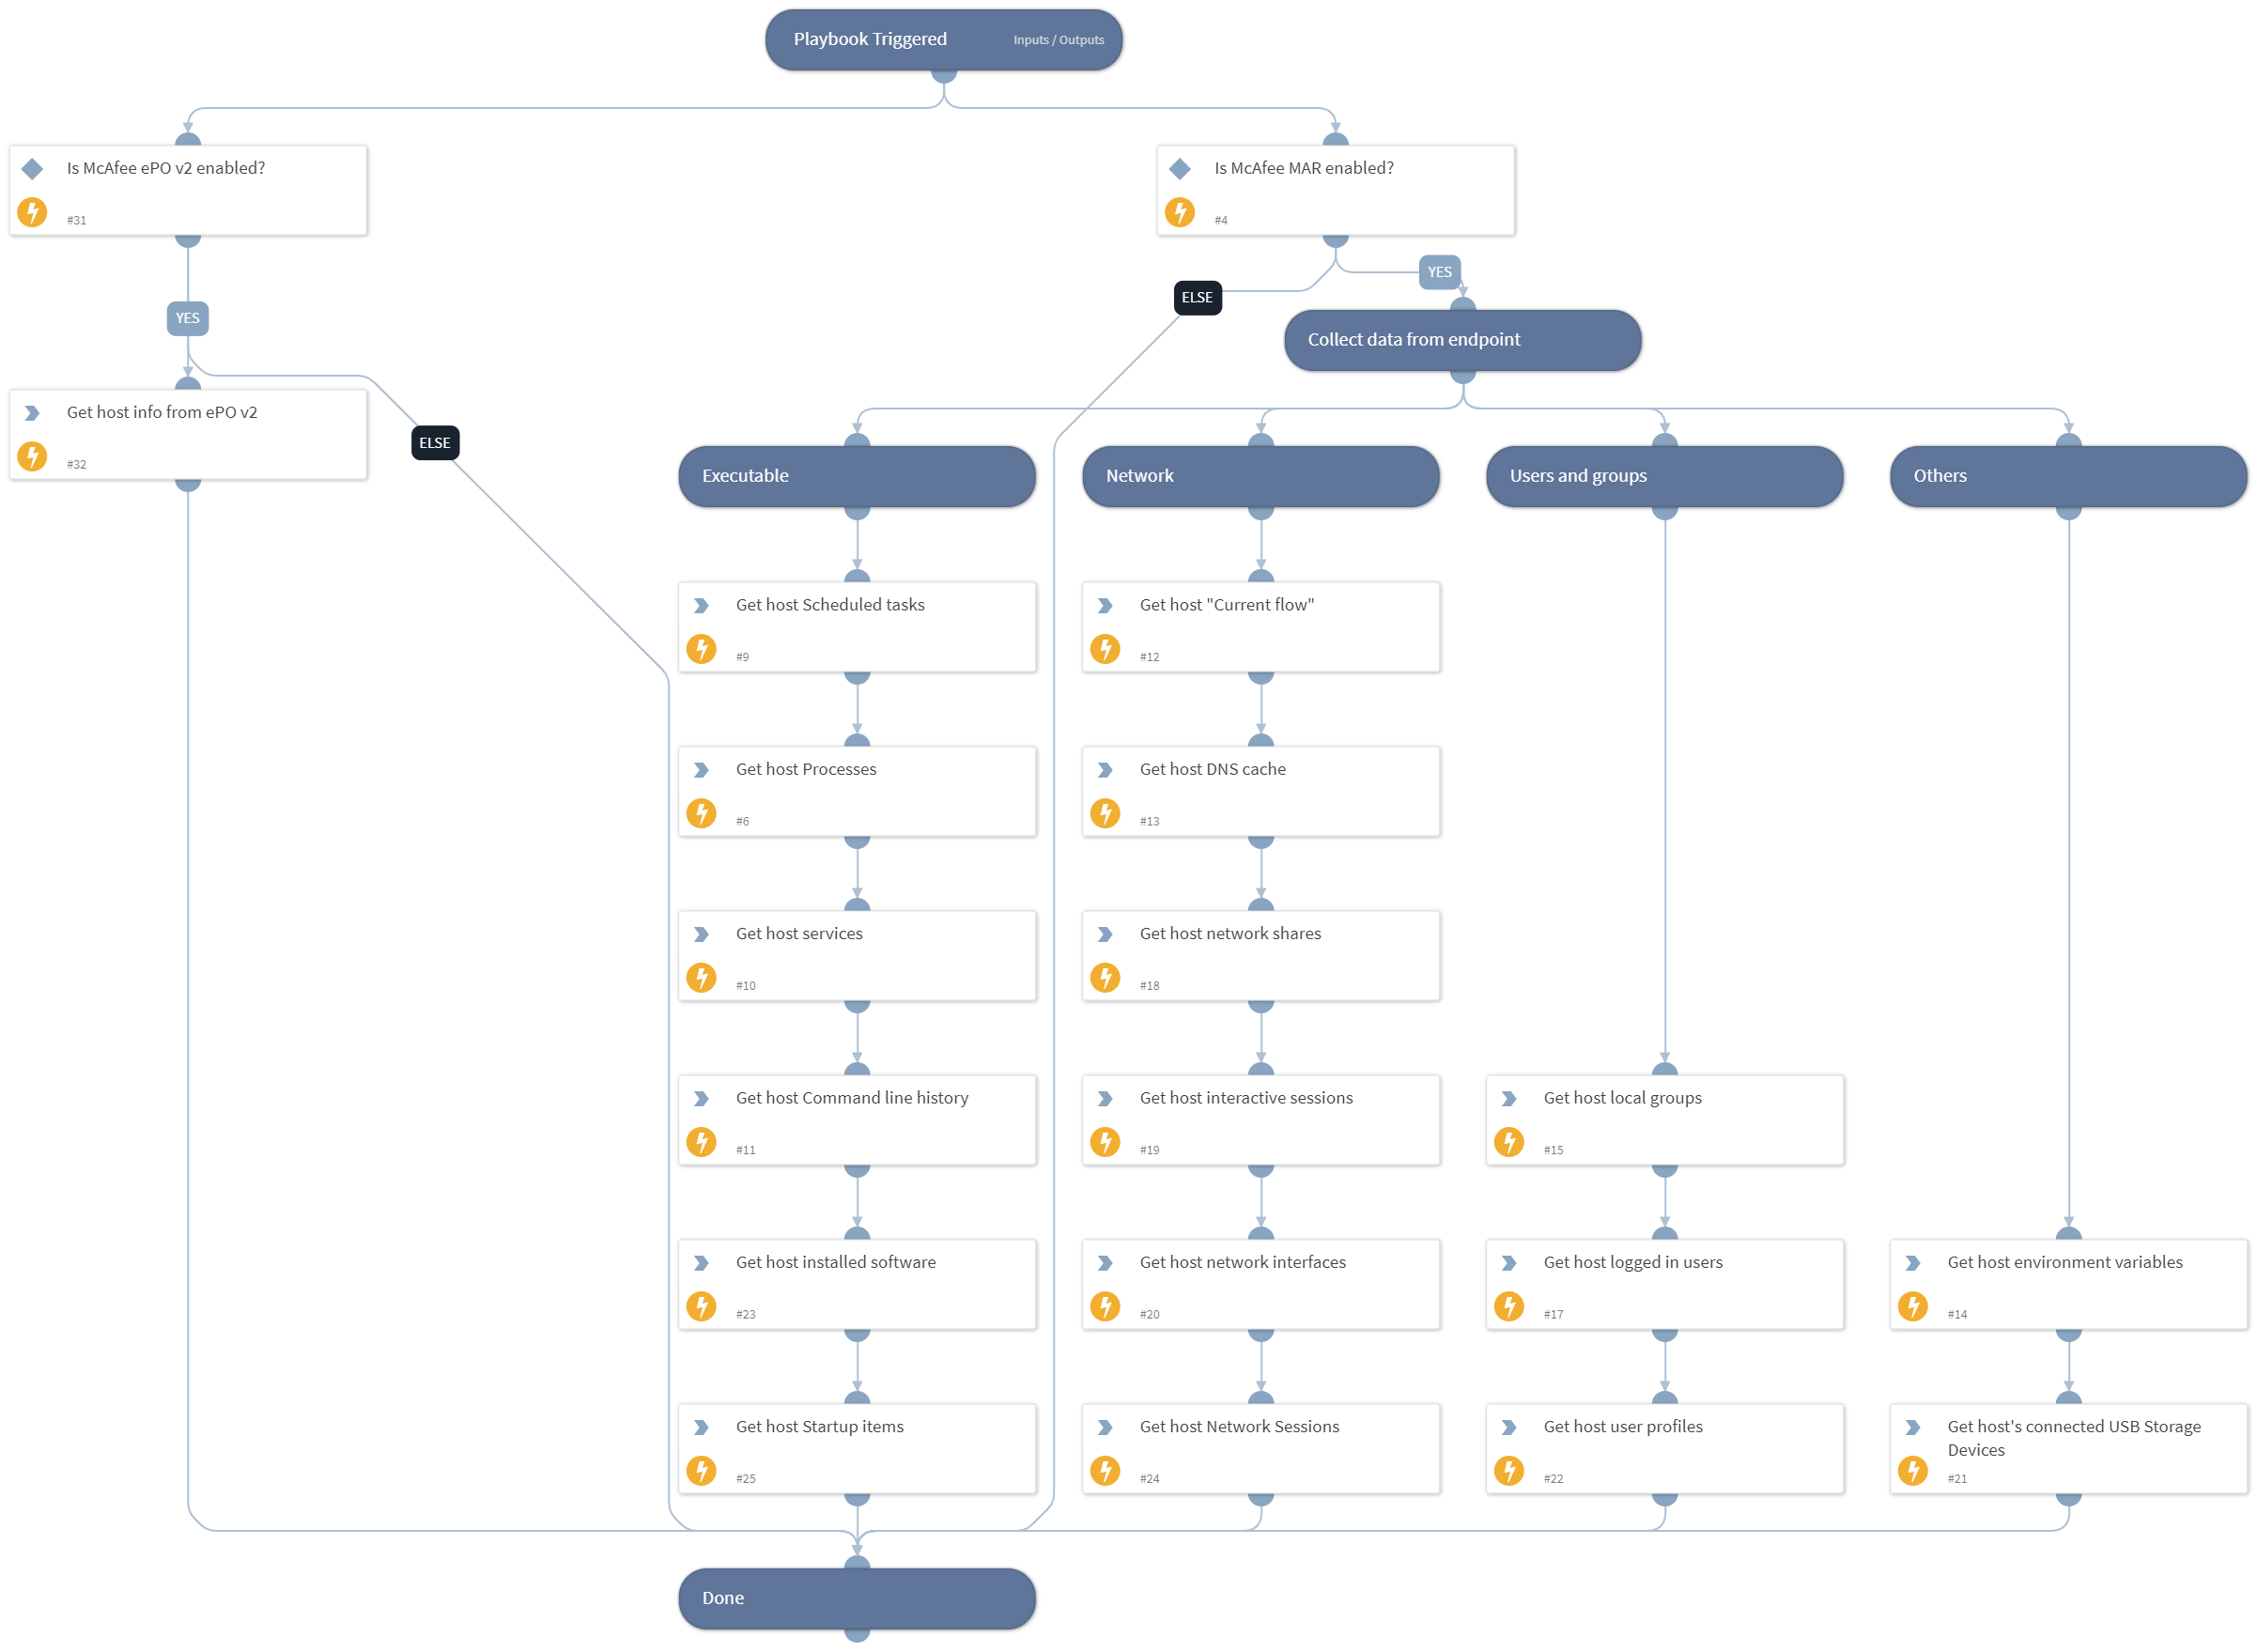 Playbook Triggered
Inputs / Outputs
Is McAfee ePO v2 enabled?
#31
Is McAfee MAR enabled?
#4
YES
ELSE
YES
Collect data from endpoint
Get host info from ePO v2
#32
ELSE
Executable
Network
Users and groups
Others
Get host Scheduled tasks
#9
Get host "Current flow"
#12
Get host Processes
#6
Get host DNS cache
#13
Get host services
#10
Get host network shares
#18
Get host Command line history
#11
Get host interactive sessions
#19
Get host local groups
#15
Get host installed software
#23
Get host network interfaces
#20
Get host logged in users
#17
Get host environment variables
#14
Get host Startup items
#25
Get host Network Sessions
#24
Get host user profiles
#22
Get host's connected USB Storage
Devices
#21
Done